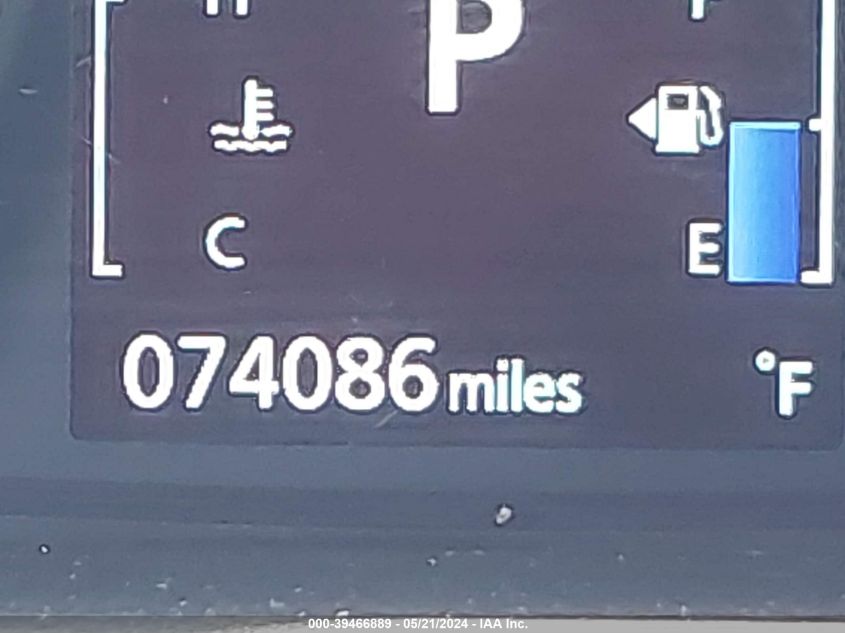 H P F
C E
074086 miles °F
000-39466889 - 05/21/2024 - IAA Inc.